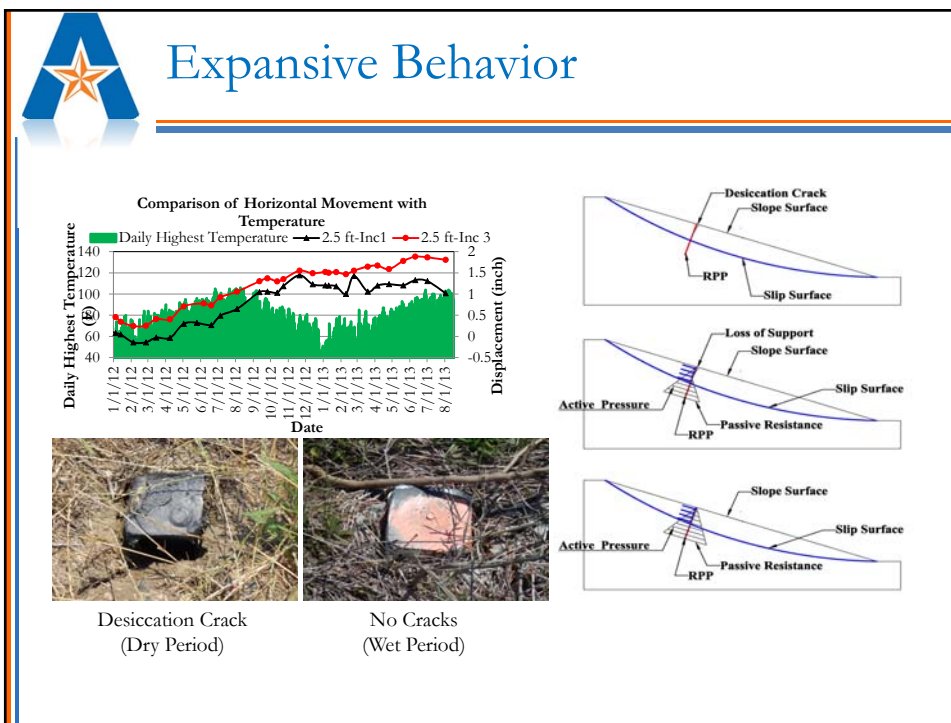 Expansive Behavior
Comparison of Horizontal Movement with
Temperature
Daily Highest Temperature 2.5 ft-Inc1 2.5 ft-Inc 3
Daily Highest Temperature
(F)
140
120
100
80
60
40
2
1.5
1
0.5
0
-0.5
Displacement (inch)
1/1/12
2/1/12
3/1/12
4/1/12
5/1/12
6/1/12
7/1/12
8/1/12
9/1/12
10/1/12
11/1/12
12/1/12
1/1/13
2/1/13
3/1/13
4/1/13
5/1/13
6/1/13
7/1/13
8/1/13
Date
Desiccation Crack
(Dry Period)
No Cracks
(Wet Period)
Desiccation Crack
Slope Surface
RPP
Slip Surface
Loss of Support
Slope Surface
Slip Surface
Active Pressure
Passive Resistance
RPP
Slope Surface
Slip Surface
Active Pressure
Passive Resistance
RPP